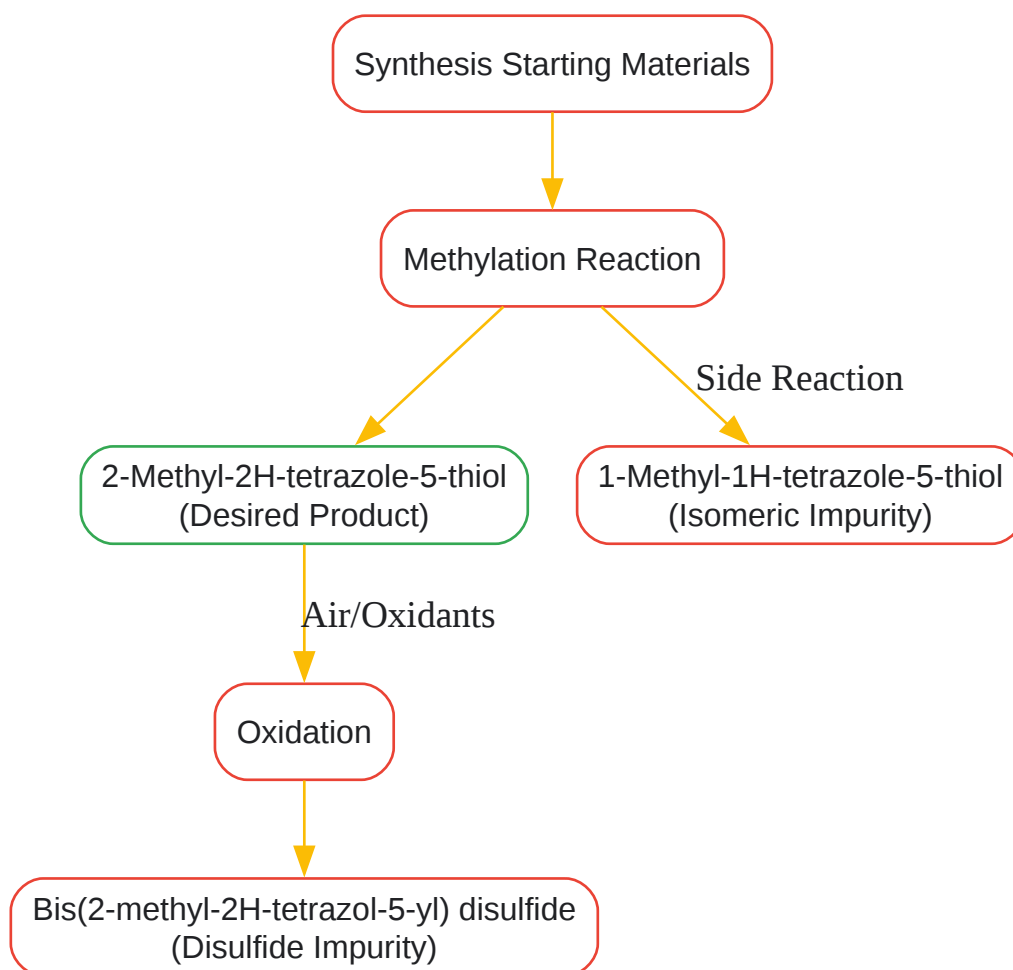 Synthesis Starting Materials
Methylation Reaction
Side Reaction
2-Methyl-2H-tetrazole-5-thiol
(Desired Product)
1-Methyl-1H-tetrazole-5-thiol
(Isomeric Impurity)
Air/Oxidants
Oxidation
Bis(2-methyl-2H-tetrazol-5-yl) disulfide
(Disulfide Impurity)